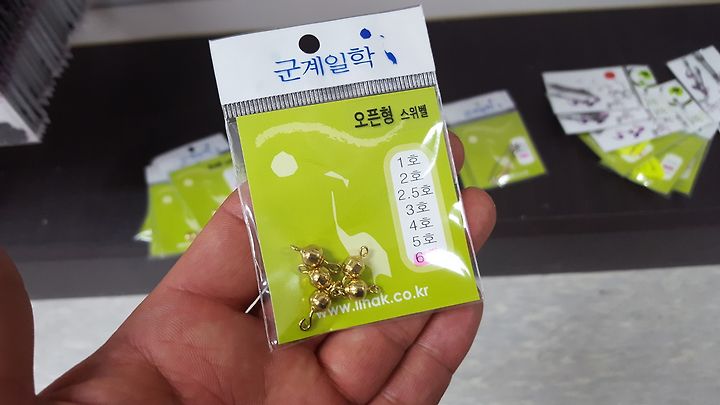 군계일학
오픈형 스위벨
1호
2호
2.5호
3호
4호
5호
6
www.iihak.co.kr